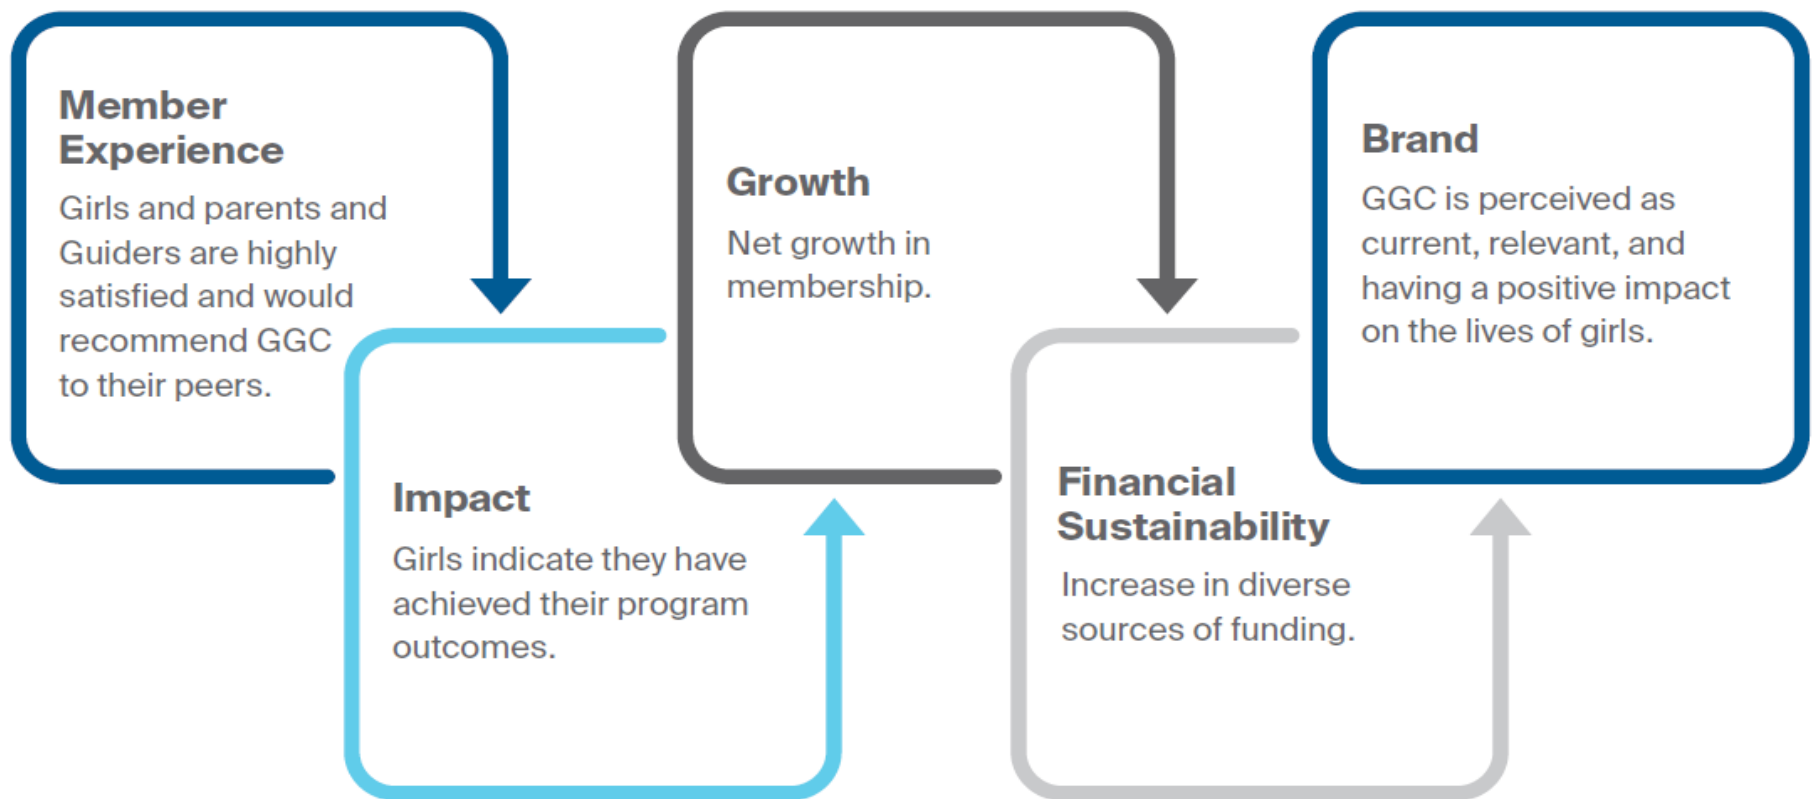 Member
Experience
Girls and parents and
Guiders are highly
satisfied and would
recommend GGC
to their peers.
Impact
Girls indicate they have
achieved their program
outcomes.
Growth
Net growth in
membership.
Financial
Sustainability
Increase in diverse
sources of funding.
Brand
GGC is perceived as
current, relevant, and
having a positive impact
on the lives of girls.